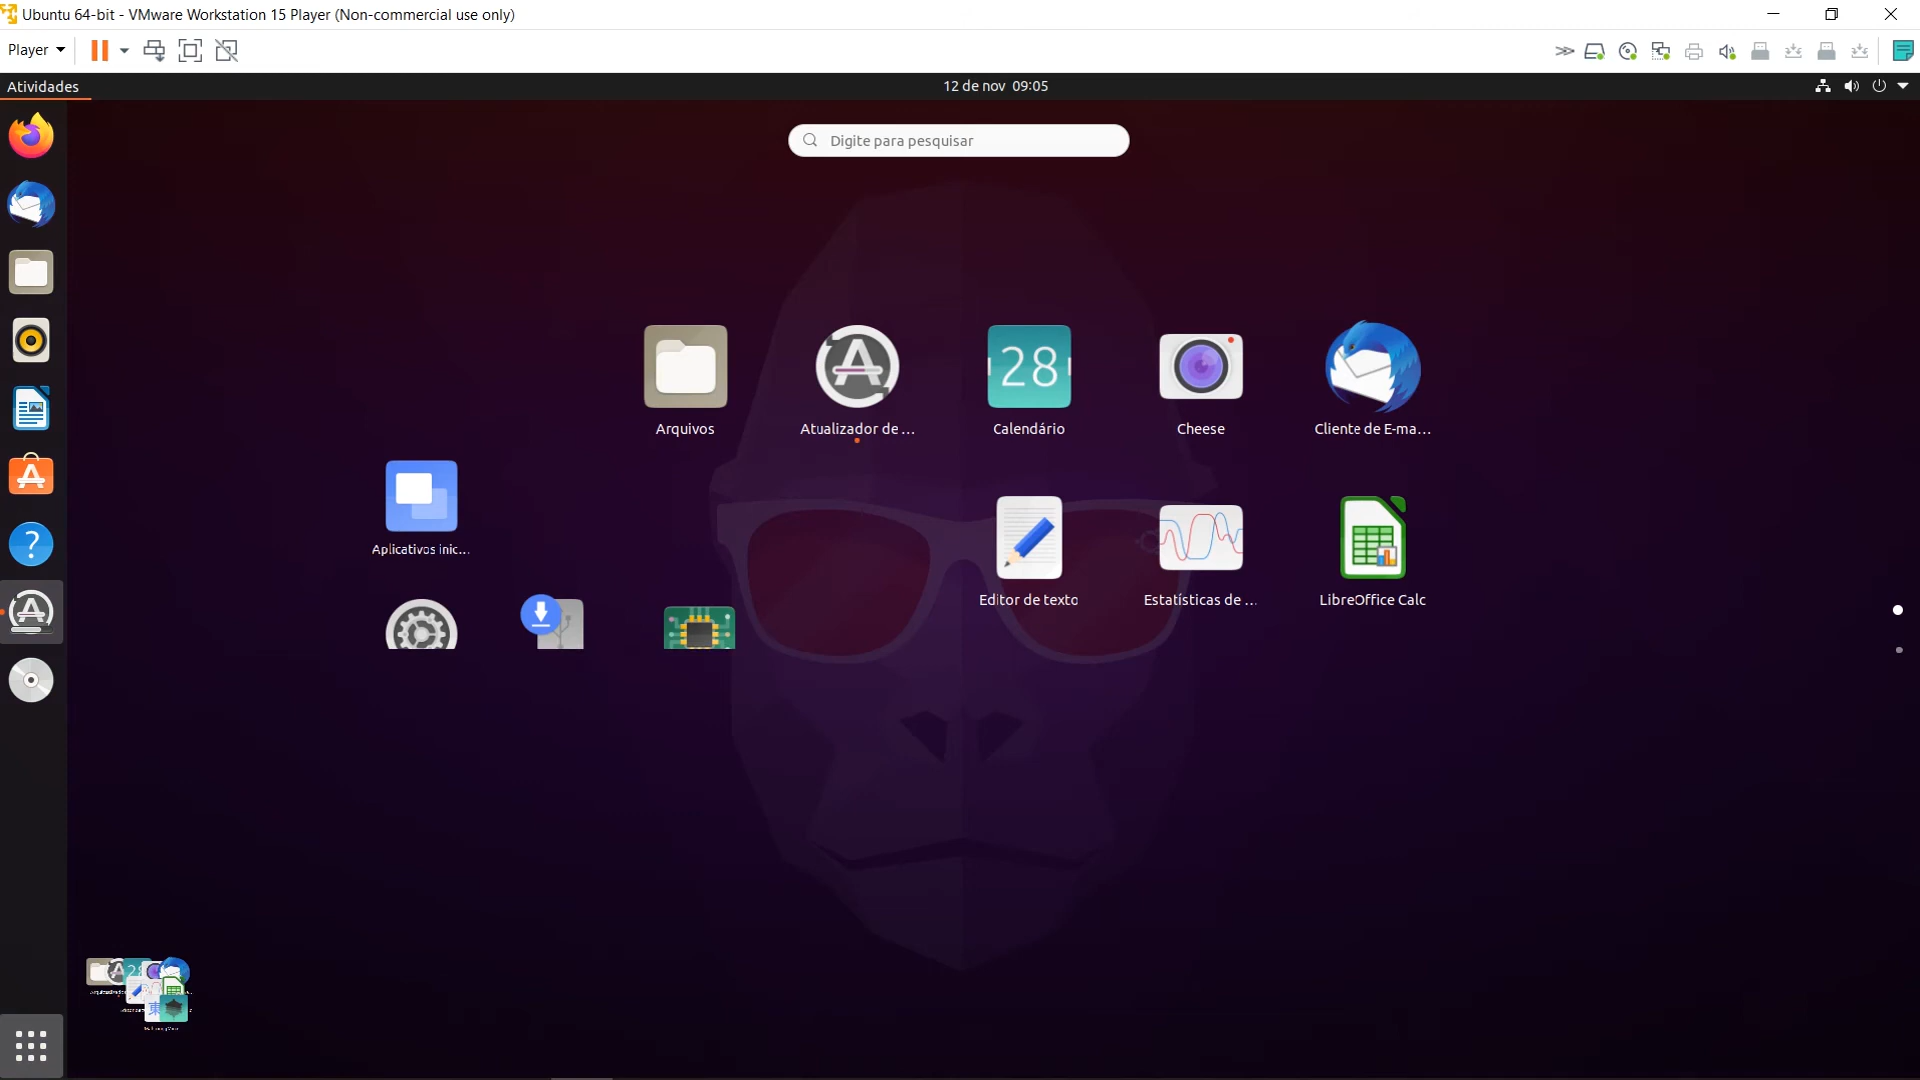 Ubuntu 64-bit - VMware Workstation 15 Player (Non-commercial use only)
Player
Atividades
12 de nov 09:05
Digite para pesquisar
28
Arquivos
Atualizador de ...
Calendário
Cheese
Cliente de E-ma...
Aplicativos inic...
Editor de texto
Estatísticas de ...
LibreOffice Calc